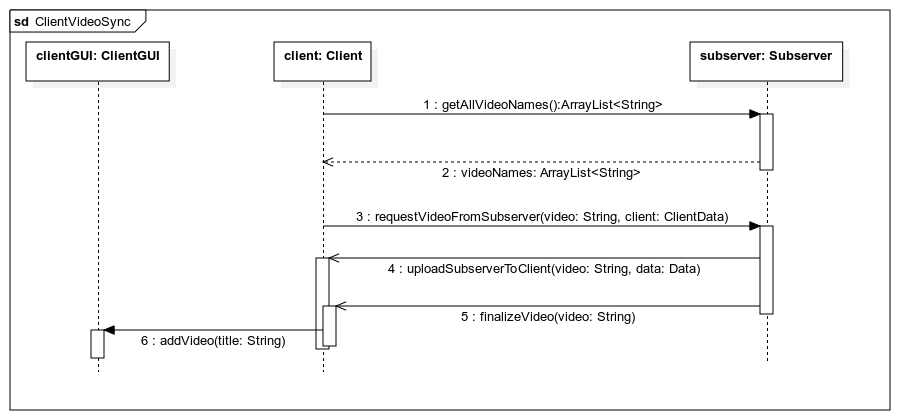 sd ClientVideoSync
clientGUI: ClientGUI
client: Client
subserver: Subserver
1 : getAllVideoNames():ArrayList<String>
2 : videoNames: ArrayList<String>
3 : requestVideoFromSubserver(video: String, client: ClientData)
4 : uploadSubserverToClient(video: String, data: Data)
5 : finalizeVideo(video: String)
6 : addVideo(title: String)